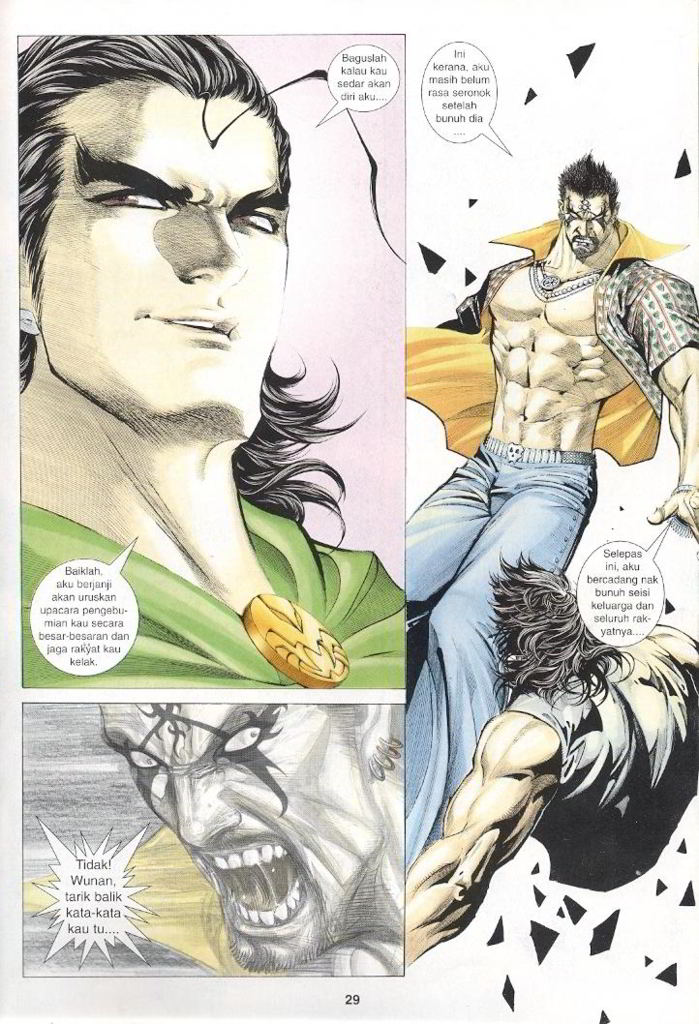 Baguslah
kalau kau
sedar akan
diri aku....
Ini
kerana, aku
masih belum
rasa seronok
setelah
bunuh dia
....
Baiklah,
aku berjanji
akan uruskan
upacara pengebu-
mian kau secara
besar-besaran dan
jaga rakyat kau
kelak.
Selepas
ini, aku
bercadang nak
bunuh seisi
keluarga dan
seluruh rak-
yatnya....
Tidak!
Wunan,
tarik balik
kata-kata
kau tu....
29